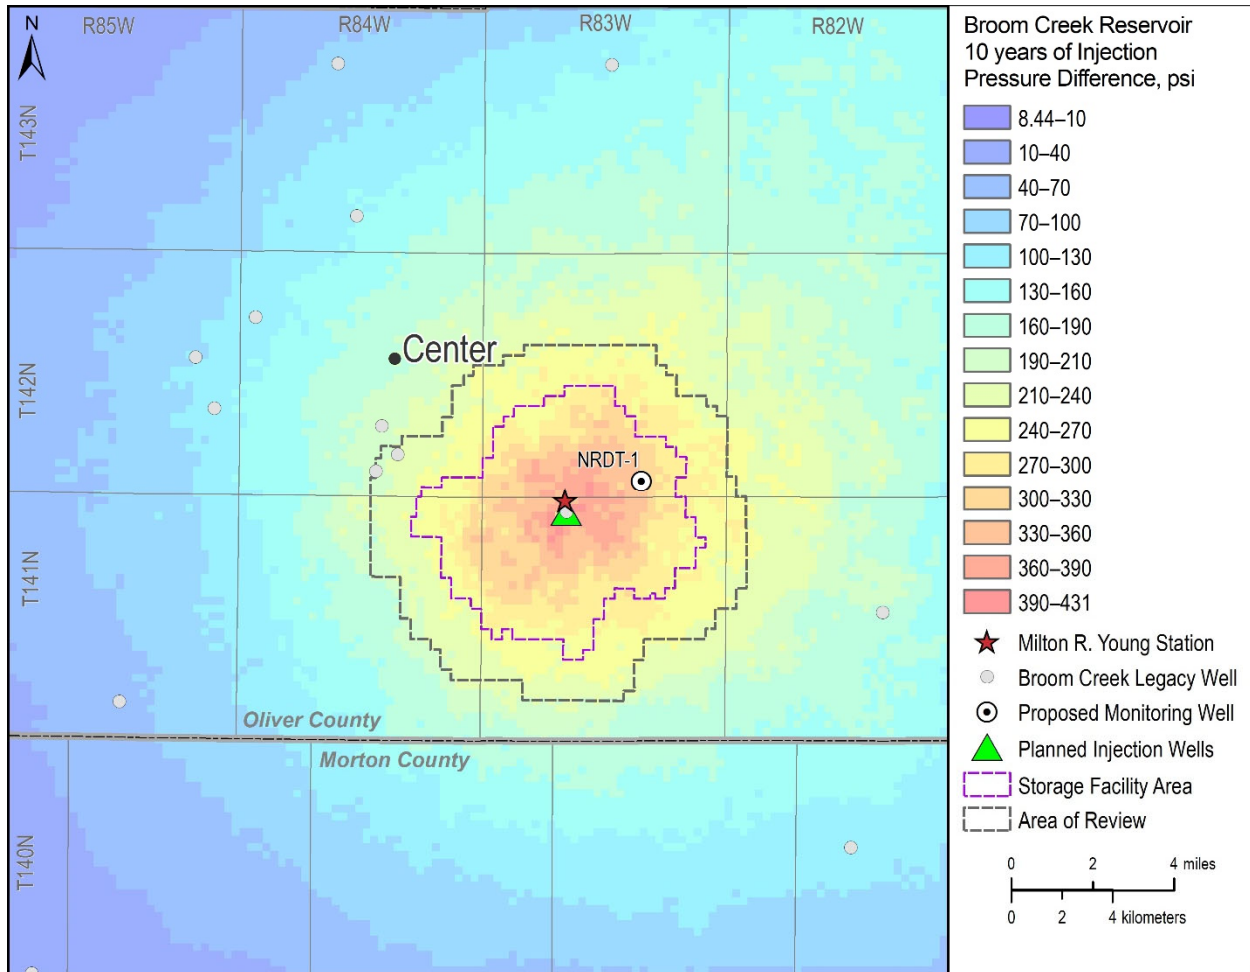 N
R85W
R84W
R83W
R82W
T143N
T142N
T141N
T140N
Center
NRDT-1
Oliver County
Morton County
Broom Creek Reservoir
10 years of Injection
Pressure Difference, psi
8.44–10
10–40
40–70
70–100
100–130
130–160
160–190
190–210
210–240
240–270
270–300
300–330
330–360
360–390
390–431
Milton R. Young Station
Broom Creek Legacy Well
Proposed Monitoring Well
Planned Injection Wells
Storage Facility Area
Area of Review
0 2 4 miles
0 2 4 kilometers